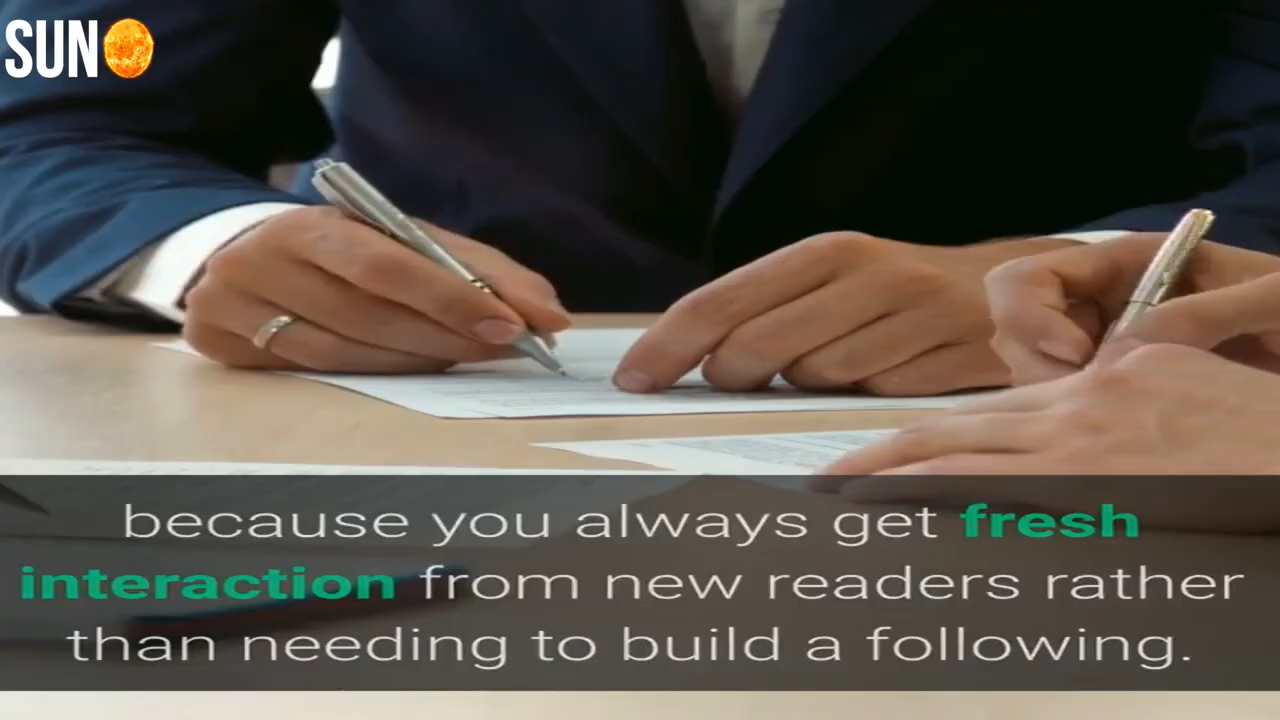 SUN
because you always get fresh
interaction from new readers rather
than needing to build a following.